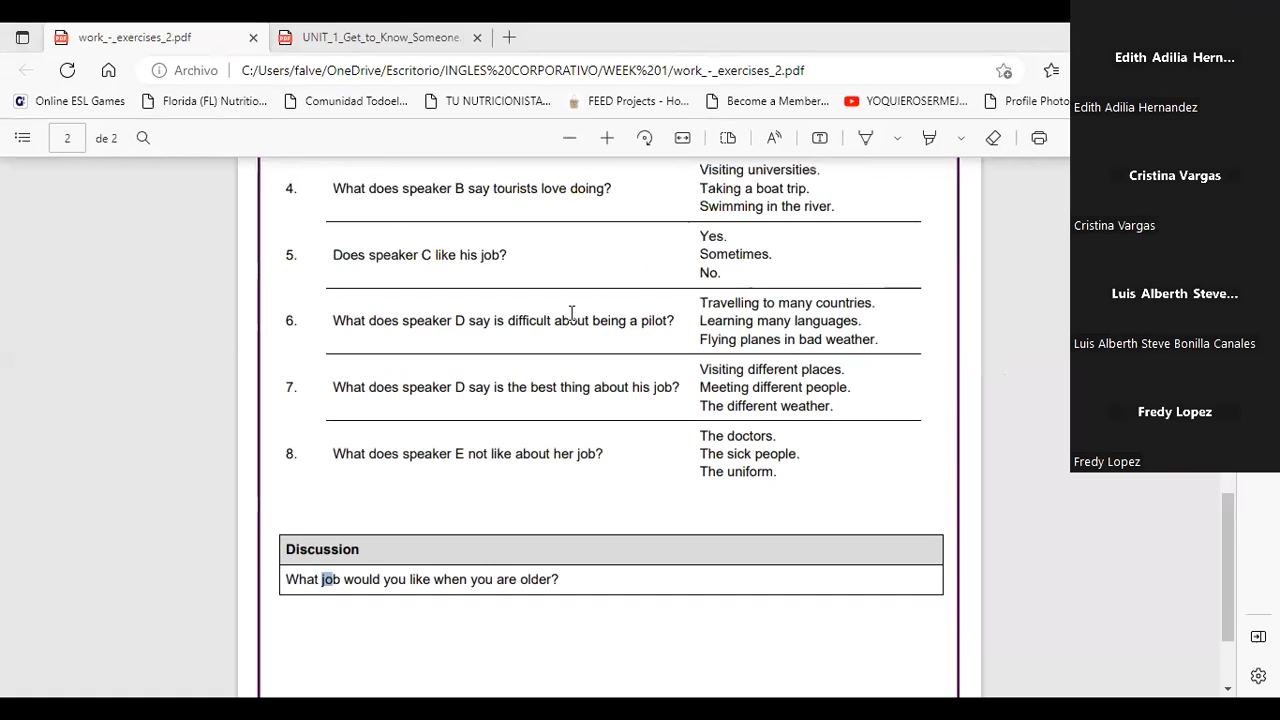 work_-_exercises_2.pdf
UNIT_1_Get_to_Know_Someone.
Archivo
C:/Users/falve/OneDrive/Escritorio/INGLES%20CORPORATIVO/WEEK%201/work_-_exercises_2.pdf
Online ESL Games
Florida (FL) Nutritio...
Comunidad Todoel...
TU NUTRICIONISTA...
FEED Projects - Ho...
Become a Member...
YOQUIEROSERMEJ...
Profile Photo
2 de 2
Visiting universities.
4. What does speaker B say tourists love doing? Taking a boat trip.
Swimming in the river.
Yes.
5. Does speaker C like his job? Sometimes.
No.
Travelling to many countries.
6. What does speaker D say is difficult about being a pilot? Learning many languages.
Flying planes in bad weather.
Visiting different places.
7. What does speaker D say is the best thing about his job? Meeting different people.
The different weather.
The doctors.
8. What does speaker E not like about her job? The sick people.
The uniform.
Discussion
What job would you like when you are older?
Edith Adilia Hern...
Edith Adilia Hernandez
Cristina Vargas
Cristina Vargas
Luis Alberth Steve...
Luis Alberth Steve Bonilla Canales
Fredy Lopez
Fredy Lopez